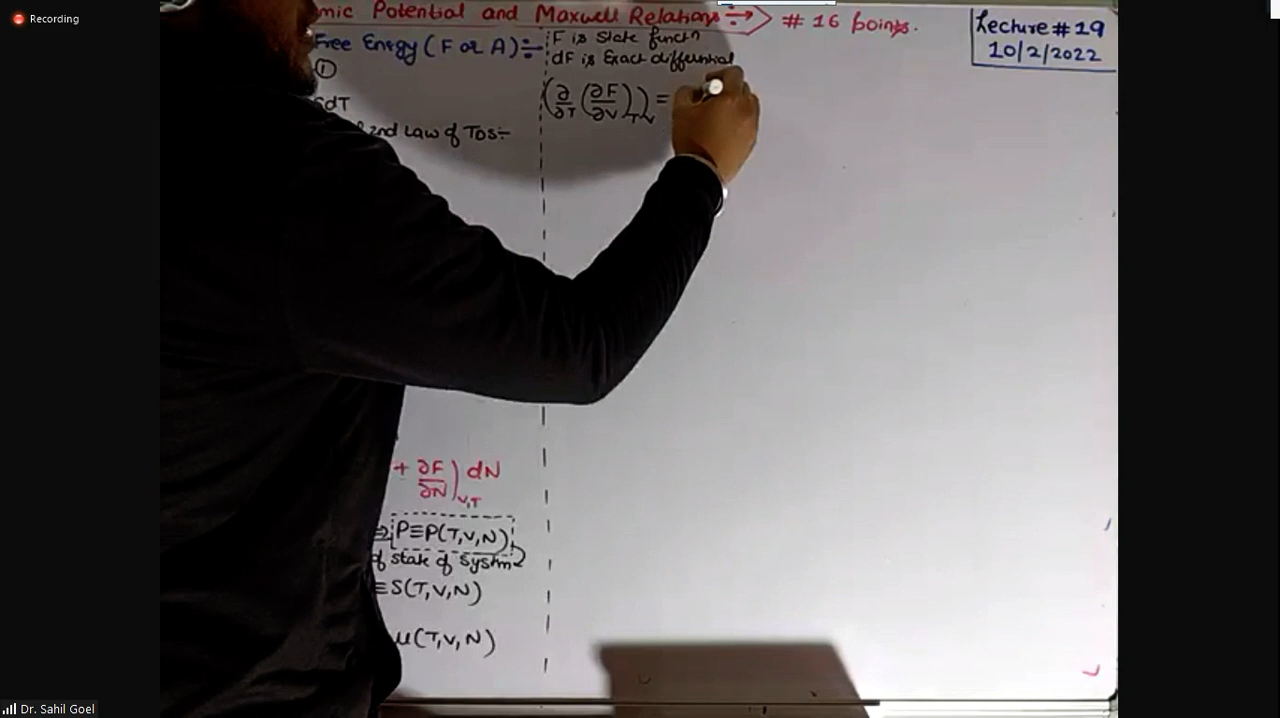 Recording
mic Potential and Maxwell Relations ÷→ # 16 points.
Lecture # 19
10/2/2022
Free Energy (F or A) ÷
①
SdT
2nd Law of TDS ÷
F is State functn
dF is Exact differential
(∂/∂T (∂F/∂V)_T)_V =
+ ∂F/∂N)_V,T dN
⇒ P≡P(T,V,N)
of state of system
≡S(T,V,N)
μ(T,V,N)
Dr. Sahil Goel